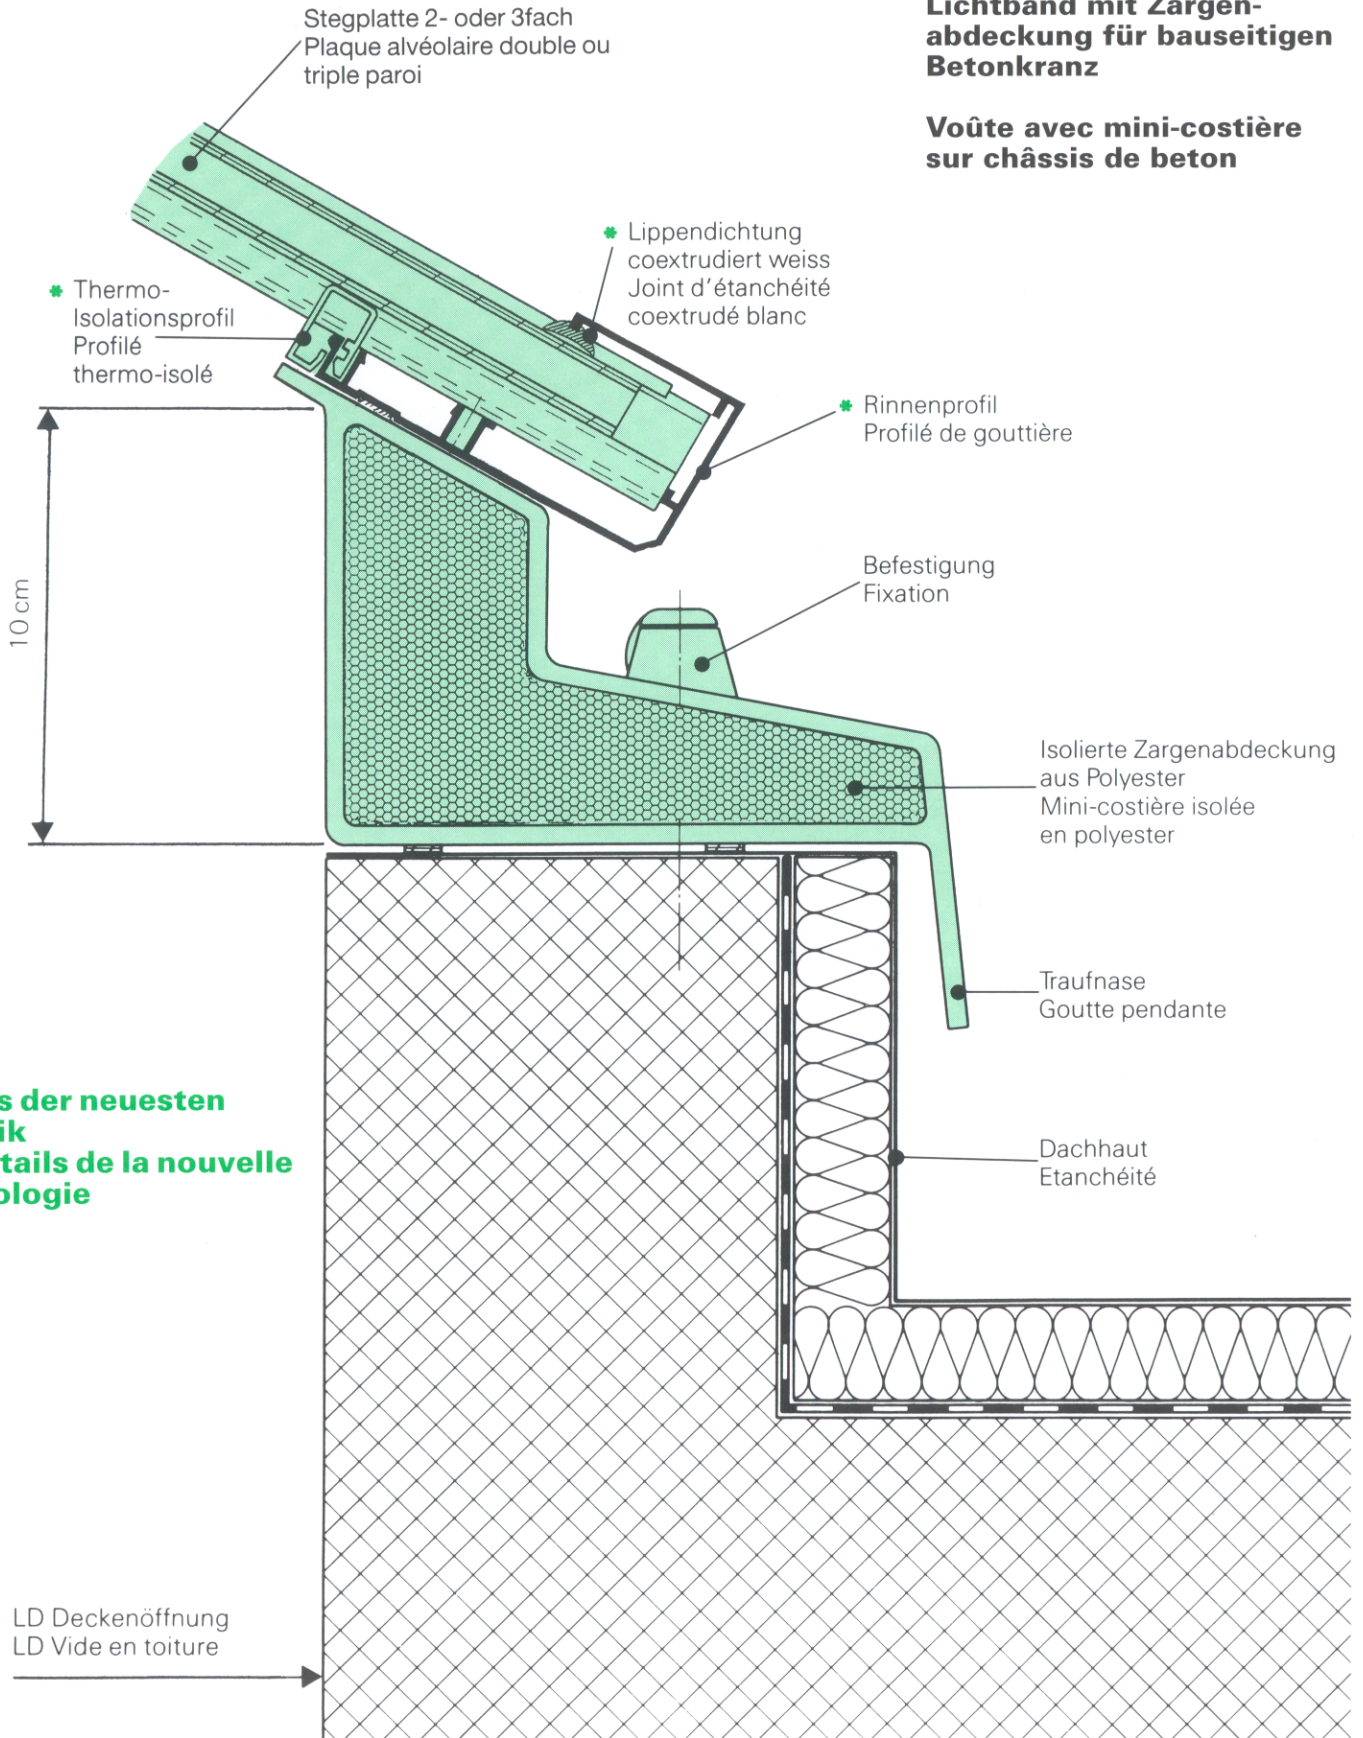 Stegplatte 2- oder 3fach
Plaque alvéolaire double ou
triple paroi
Lichtband mit Zargen-
abdeckung für bauseitigen
Betonkranz
Voûte avec mini-costière
sur châssis de beton
* Lippendichtung
coextrudiert weiss
Joint d'étanchéité
coextrudé blanc
* Thermo-
Isolationsprofil
Profilé
thermo-isolé
* Rinnenprofil
Profilé de gouttière
10 cm
Befestigung
Fixation
Isolierte Zargenabdeckung
aus Polyester
Mini-costière isolée
en polyester
Traufnase
Goutte pendante
s der neuesten
ik
tails de la nouvelle
ologie
Dachhaut
Etanchéité
LD Deckenöffnung
LD Vide en toiture